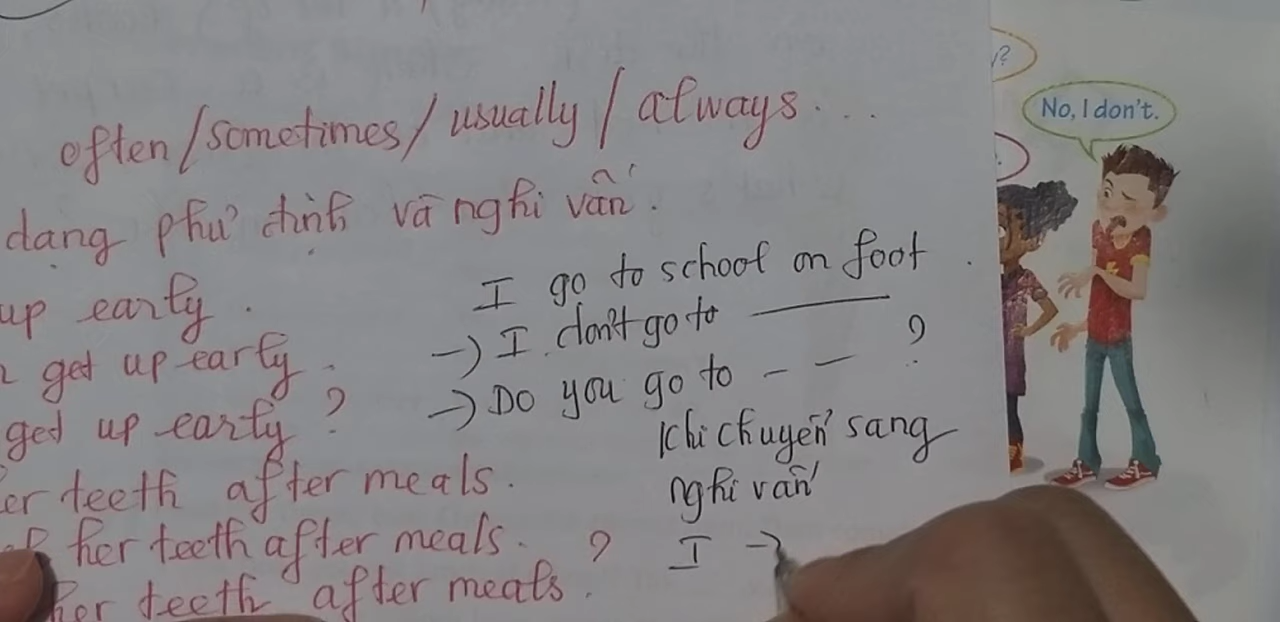 often/sometimes/usually/always...
dạng phủ định và nghi vấn.
up early.
get up early.
get up early?
er teeth after meals.
her teeth after meals.
her teeth after meals?
I go to school on foot.
→ I don't go to ———
→ Do you go to – – ?
Khi chuyển sang
nghi vấn
I →
No, I don't.